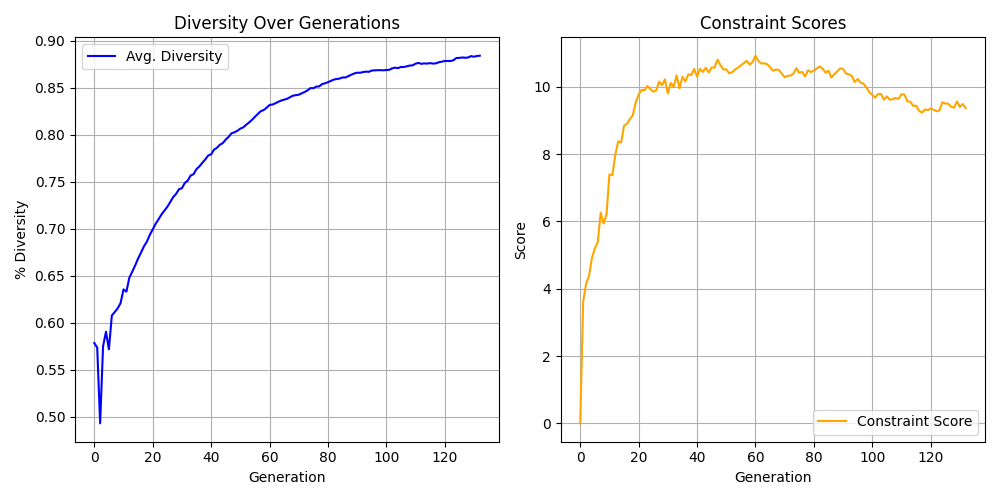 Diversity Over Generations
Avg. Diversity
% Diversity
0.90
0.85
0.80
0.75
0.70
0.65
0.60
0.55
0.50
0 20 40 60 80 100 120
Generation
Constraint Scores
Score
10
8
6
4
2
0
Constraint Score
0 20 40 60 80 100 120
Generation